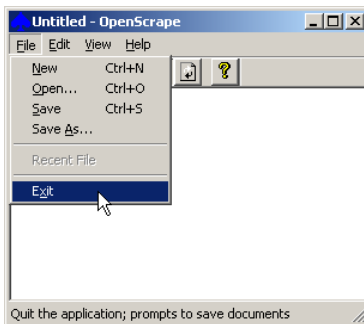 Untitled - OpenScrape
File Edit View Help
New Ctrl+N
Open... Ctrl+O
Save Ctrl+S
Save As...
Recent File
Exit
Quit the application; prompts to save documents